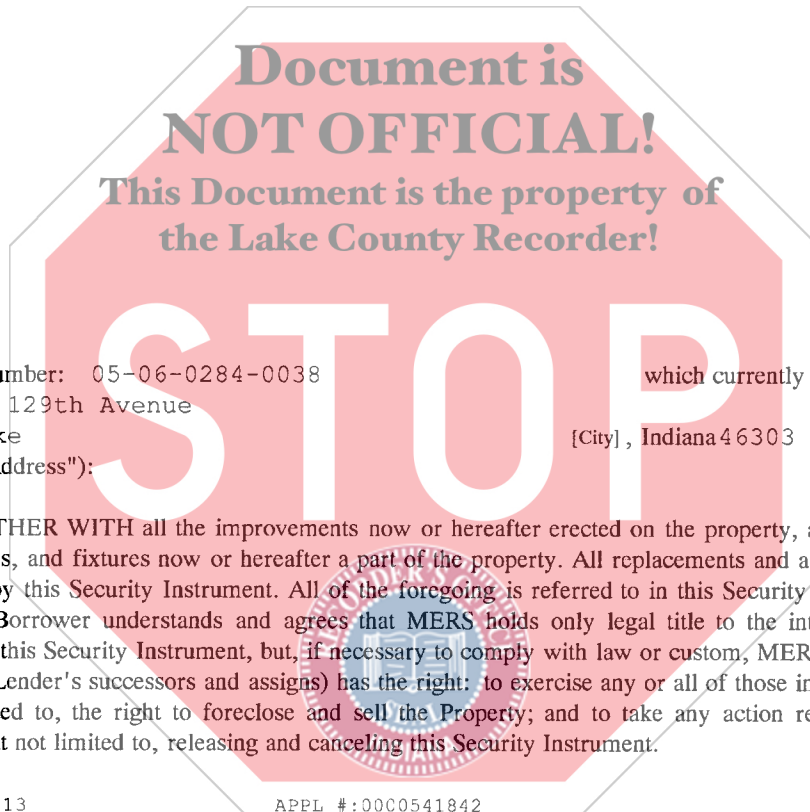 Document is
NOT OFFICIAL!
This Document is the property of
the Lake County Recorder!
STOP
umber: 05-06-0284-0038 which currently
129th Avenue
ke [City] , Indiana 46303
ddress"):
THER WITH all the improvements now or hereafter erected on the property, a
s, and fixtures now or hereafter a part of the property. All replacements and a
y this Security Instrument. All of the foregoing is referred to in this Security
Borrower understands and agrees that MERS holds only legal title to the int
this Security Instrument, but, if necessary to comply with law or custom, MER
Lender's successors and assigns) has the right: to exercise any or all of those in
ed to, the right to foreclose and sell the Property; and to take any action re
t not limited to, releasing and canceling this Security Instrument.
RECORDER'S OFFICE
SEAL
INDIANA
13 APPL #:0000541842